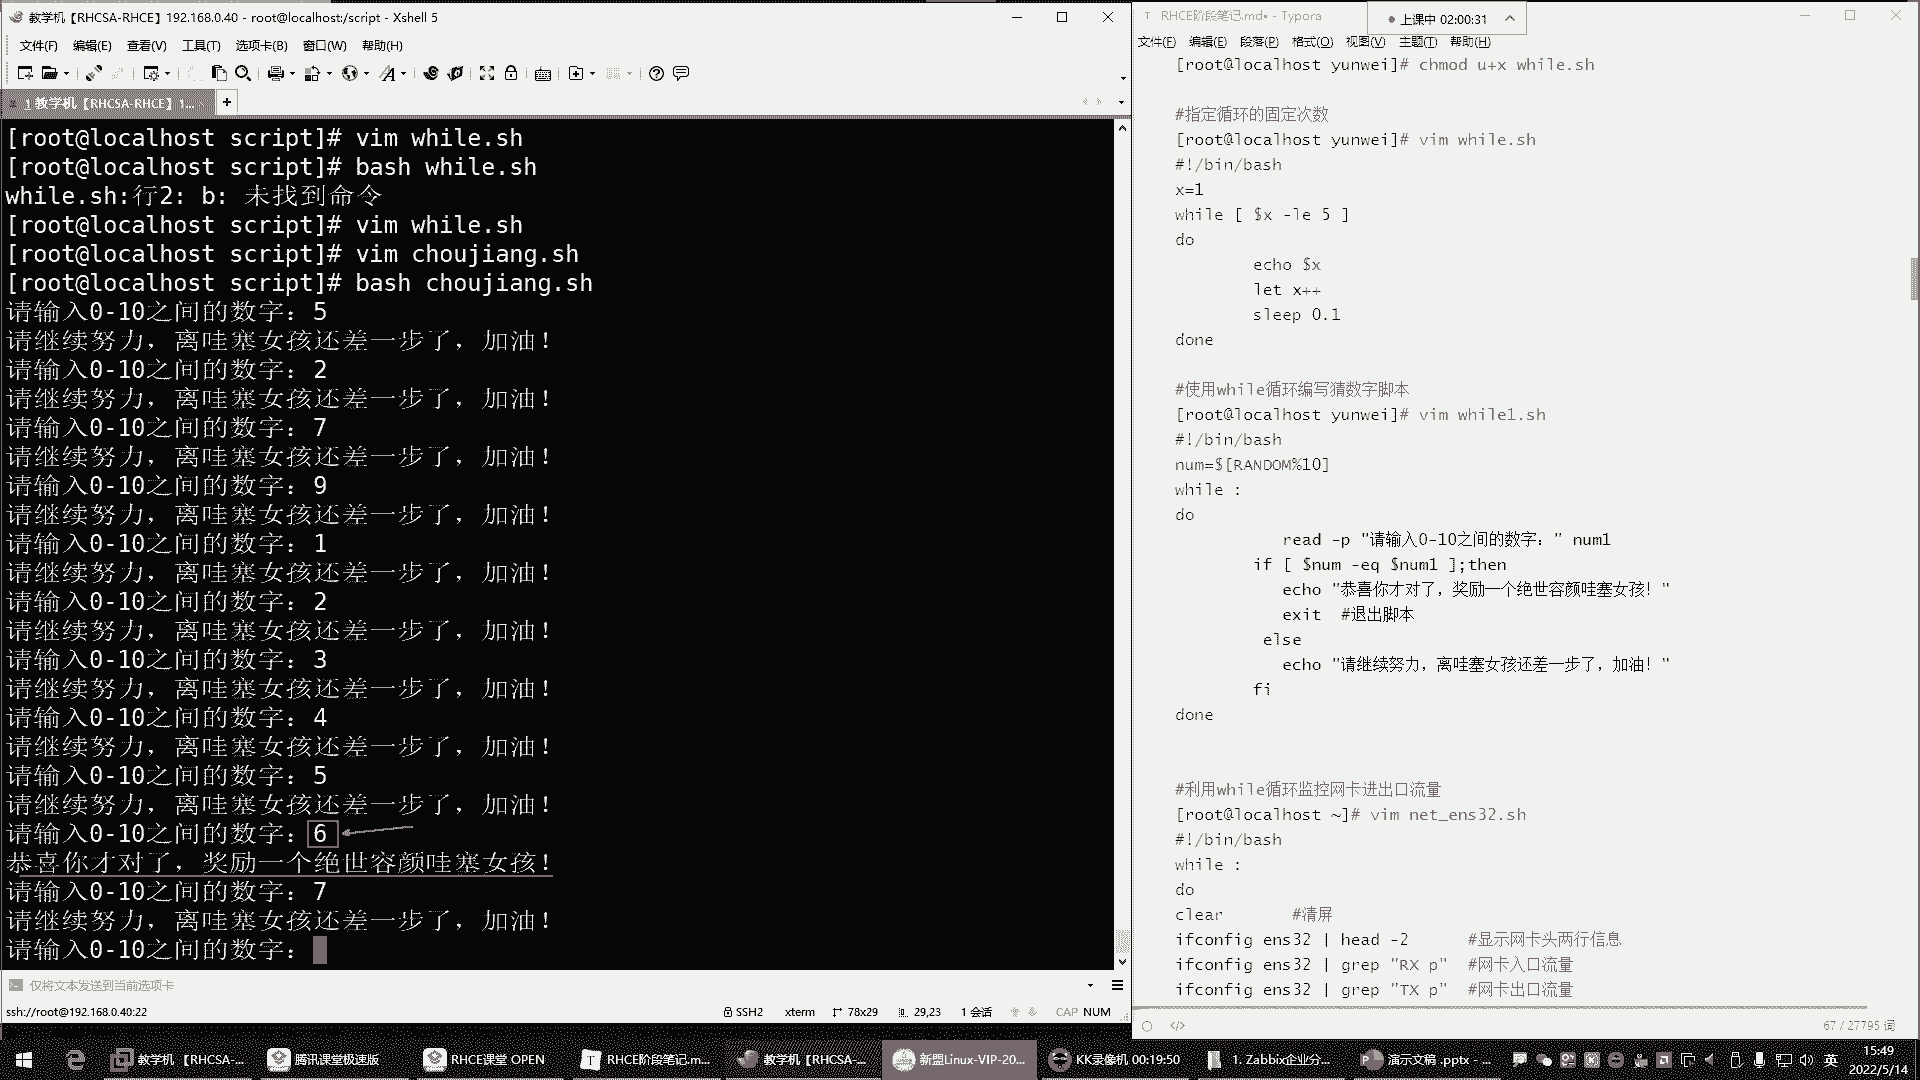 教学机【RHCSA-RHCE】192.168.0.40 - root@localhost:/script - Xshell 5
文件(F) 编辑(E) 查看(V) 工具(T) 选项卡(B) 窗口(W) 帮助(H)
1 教学机【RHCSA-RHCE】1...
[root@localhost script]# vim while.sh
[root@localhost script]# bash while.sh
while.sh:行2: b: 未找到命令
[root@localhost script]# vim while.sh
[root@localhost script]# vim choujiang.sh
[root@localhost script]# bash choujiang.sh
请输入0-10之间的数字：5
请继续努力，离哇塞女孩还差一步了，加油！
请输入0-10之间的数字：2
请继续努力，离哇塞女孩还差一步了，加油！
请输入0-10之间的数字：7
请继续努力，离哇塞女孩还差一步了，加油！
请输入0-10之间的数字：9
请继续努力，离哇塞女孩还差一步了，加油！
请输入0-10之间的数字：1
请继续努力，离哇塞女孩还差一步了，加油！
请输入0-10之间的数字：2
请继续努力，离哇塞女孩还差一步了，加油！
请输入0-10之间的数字：3
请继续努力，离哇塞女孩还差一步了，加油！
请输入0-10之间的数字：4
请继续努力，离哇塞女孩还差一步了，加油！
请输入0-10之间的数字：5
请继续努力，离哇塞女孩还差一步了，加油！
请输入0-10之间的数字：6
恭喜你才对了，奖励一个绝世容颜哇塞女孩！
请输入0-10之间的数字：7
请继续努力，离哇塞女孩还差一步了，加油！
请输入0-10之间的数字：
仅将文本发送到当前选项卡
ssh://root@192.168.0.40:22 SSH2 xterm 78x29 29,23 1 会话 CAP NUM
RHCE阶段笔记.md• - Typora
上课中 02:00:31
文件(F) 编辑(E) 段落(P) 格式(O) 视图(V) 主题(T) 帮助(H)
[root@localhost yunwei]# chmod u+x while.sh
#指定循环的固定次数
[root@localhost yunwei]# vim while.sh
#!/bin/bash
x=1
while [ $x -le 5 ]
do
echo $x
let x++
sleep 0.1
done
#使用while循环编写猜数字脚本
[root@localhost yunwei]# vim while1.sh
#!/bin/bash
num=$[RANDOM%10]
while :
do
read -p "请输入0-10之间的数字：" num1
if [ $num -eq $num1 ];then
echo "恭喜你才对了，奖励一个绝世容颜哇塞女孩！"
exit #退出脚本
else
echo "请继续努力，离哇塞女孩还差一步了，加油！"
fi
done
#利用while循环监控网卡进出口流量
[root@localhost ~]# vim net_ens32.sh
#!/bin/bash
while :
do
clear #清屏
ifconfig ens32 | head -2 #显示网卡头两行信息
ifconfig ens32 | grep "RX p" #网卡入口流量
ifconfig ens32 | grep "TX p" #网卡出口流量
67 / 27795 词
教学机【RHCSA-... 腾讯课堂极速版 RHCE课堂 OPEN RHCE阶段笔记.m... 教学机【RHCSA-... 新盟Linux-VIP-20... KK录像机 00:19:50 1. Zabbix企业分... 演示文稿 .pptx - ... 英 15:49
2022/5/14